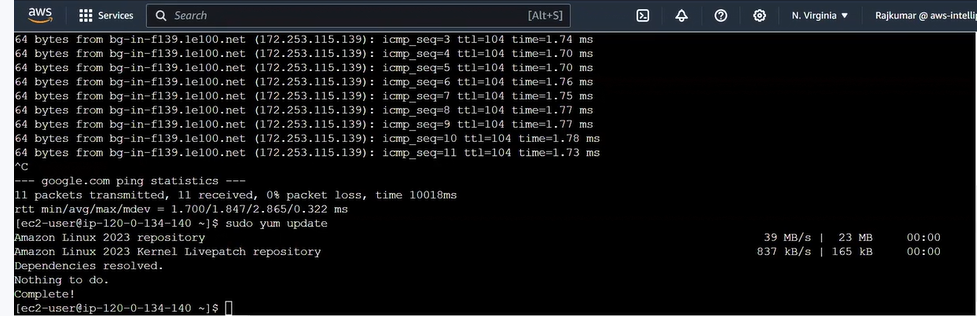 aws Services Search [Alt+S] N. Virginia Rajkumar @ aws-intelli
64 bytes from bg-in-f139.1e100.net (172.253.115.139): icmp_seq=3 ttl=104 time=1.74 ms
64 bytes from bg-in-f139.1e100.net (172.253.115.139): icmp_seq=4 ttl=104 time=1.70 ms
64 bytes from bg-in-f139.1e100.net (172.253.115.139): icmp_seq=5 ttl=104 time=1.70 ms
64 bytes from bg-in-f139.1e100.net (172.253.115.139): icmp_seq=6 ttl=104 time=1.76 ms
64 bytes from bg-in-f139.1e100.net (172.253.115.139): icmp_seq=7 ttl=104 time=1.75 ms
64 bytes from bg-in-f139.1e100.net (172.253.115.139): icmp_seq=8 ttl=104 time=1.77 ms
64 bytes from bg-in-f139.1e100.net (172.253.115.139): icmp_seq=9 ttl=104 time=1.77 ms
64 bytes from bg-in-f139.1e100.net (172.253.115.139): icmp_seq=10 ttl=104 time=1.78 ms
64 bytes from bg-in-f139.1e100.net (172.253.115.139): icmp_seq=11 ttl=104 time=1.73 ms
^C
--- google.com ping statistics ---
11 packets transmitted, 11 received, 0% packet loss, time 10018ms
rtt min/avg/max/mdev = 1.700/1.847/2.865/0.322 ms
[ec2-user@ip-120-0-134-140 ~]$ sudo yum update
Amazon Linux 2023 repository 39 MB/s | 23 MB 00:00
Amazon Linux 2023 Kernel Livepatch repository 837 kB/s | 165 kB 00:00
Dependencies resolved.
Nothing to do.
Complete!
[ec2-user@ip-120-0-134-140 ~]$